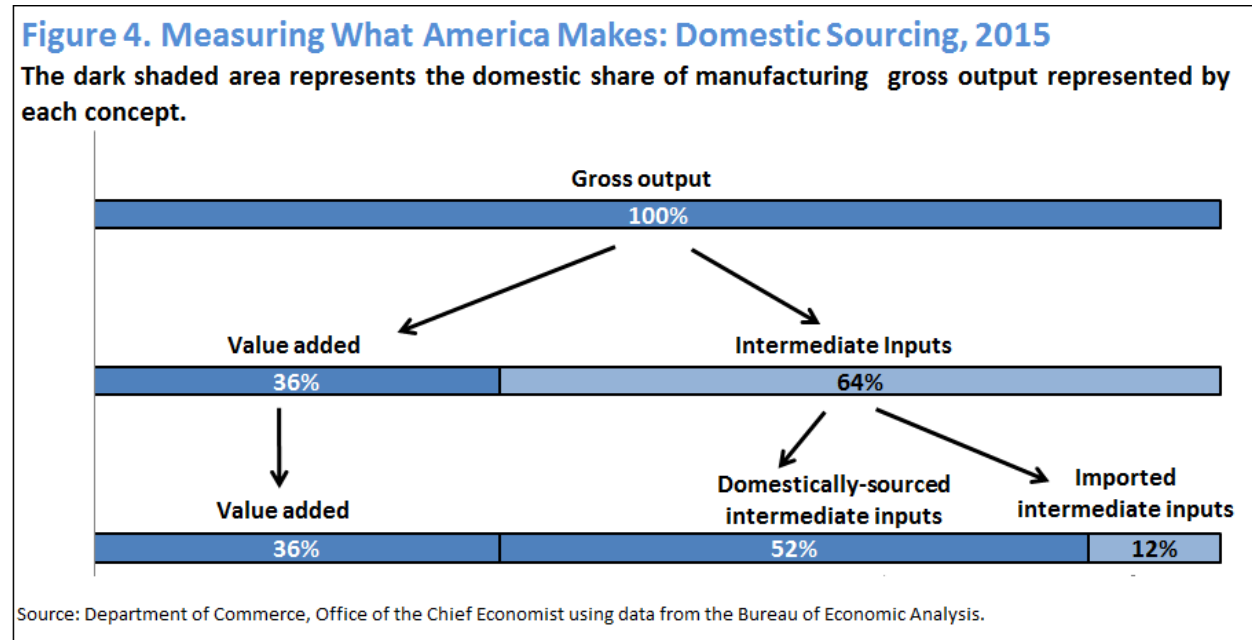 Figure 4. Measuring What America Makes: Domestic Sourcing, 2015
The dark shaded area represents the domestic share of manufacturing gross output represented by
each concept.
Gross output
100%
Value added
Intermediate Inputs
36%
64%
Value added
Domestically-sourced
intermediate inputs
Imported
intermediate inputs
36%
52%
12%
Source: Department of Commerce, Office of the Chief Economist using data from the Bureau of Economic Analysis.